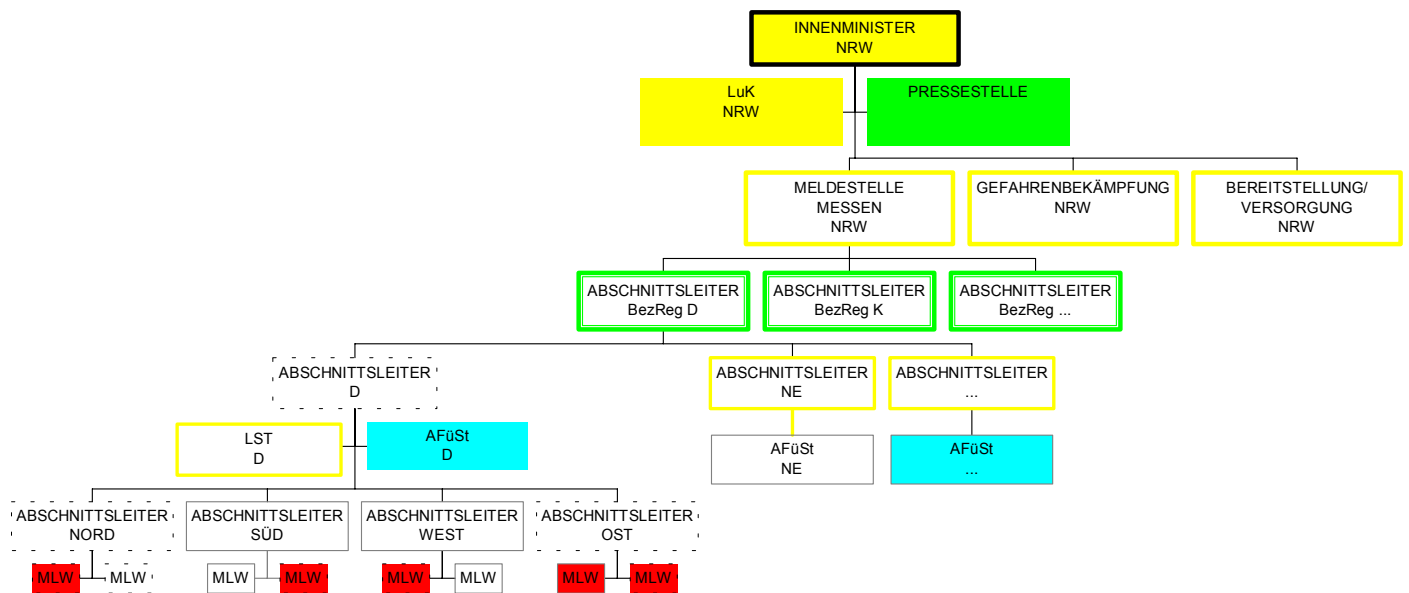 INNENMINISTER
NRW
LuK
NRW
PRESSESTELLE
MELDESTELLE
MESSEN
NRW
GEFAHRENBEKÄMPFUNG
NRW
BEREITSTELLUNG/
VERSORGUNG
NRW
ABSCHNITTSLEITER
BezReg D
ABSCHNITTSLEITER
BezReg K
ABSCHNITTSLEITER
BezReg ...
ABSCHNITTSLEITER
D
ABSCHNITTSLEITER
NE
ABSCHNITTSLEITER
...
LST
D
AFüSt
D
AFüSt
NE
AFüSt
...
ABSCHNITTSLEITER
NORD
ABSCHNITTSLEITER
SÜD
ABSCHNITTSLEITER
WEST
ABSCHNITTSLEITER
OST
MLW
MLW
MLW
MLW
MLW
MLW
MLW
MLW